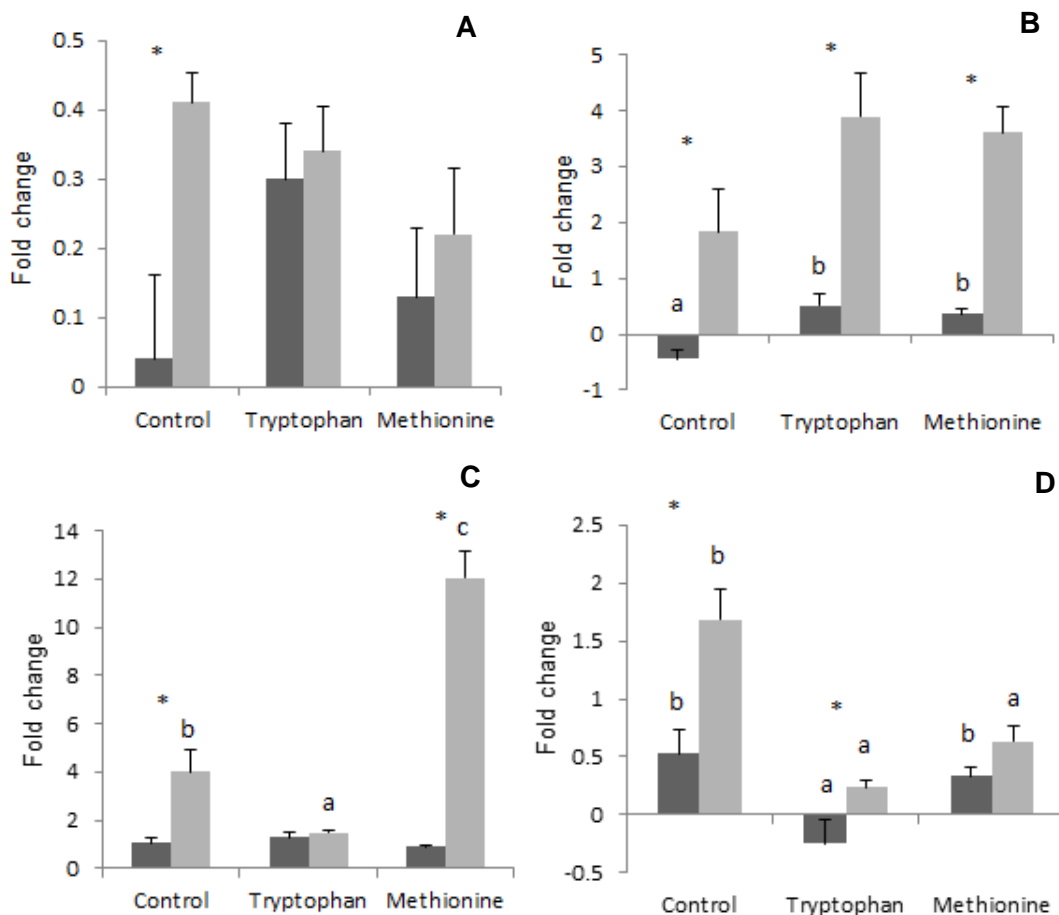 A
Fold change
0.5
0.4
0.3
0.2
0.1
0
*
Control Tryptophan Methionine
B
Fold change
5
4
3
2
1
0
-1
* * *
a b b
Control Tryptophan Methionine
C
Fold change
14
12
10
8
6
4
2
0
* b a * c
Control Tryptophan Methionine
D
Fold change
2.5
2
1.5
1
0.5
0
-0.5
* *
b b a a b a
Control Tryptophan Methionine